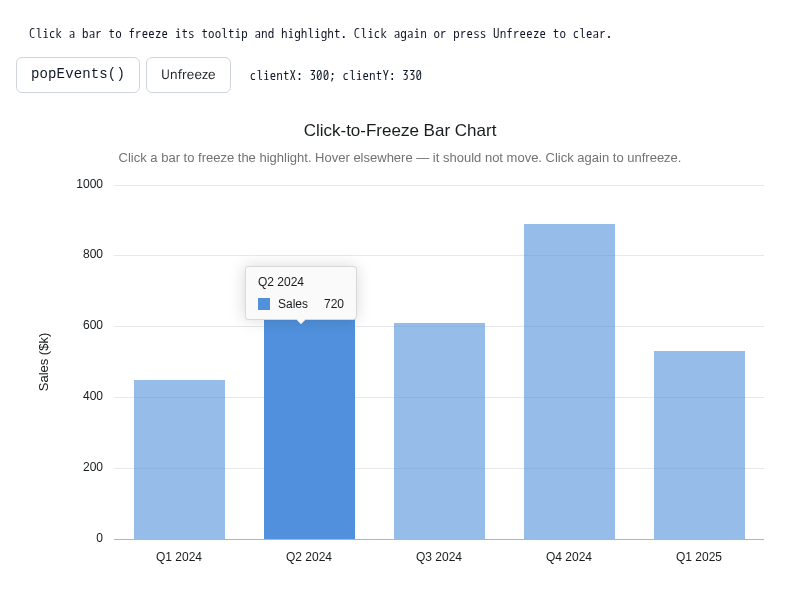 Click a bar to freeze its tooltip and highlight. Click again or press Unfreeze to clear.
popEvents() Unfreeze clientX: 300; clientY: 330
Click-to-Freeze Bar Chart
Click a bar to freeze the highlight. Hover elsewhere — it should not move. Click again to unfreeze.
1000
800
Q2 2024
Sales 720
600
Sales ($k)
400
200
0
Q1 2024 Q2 2024 Q3 2024 Q4 2024 Q1 2025